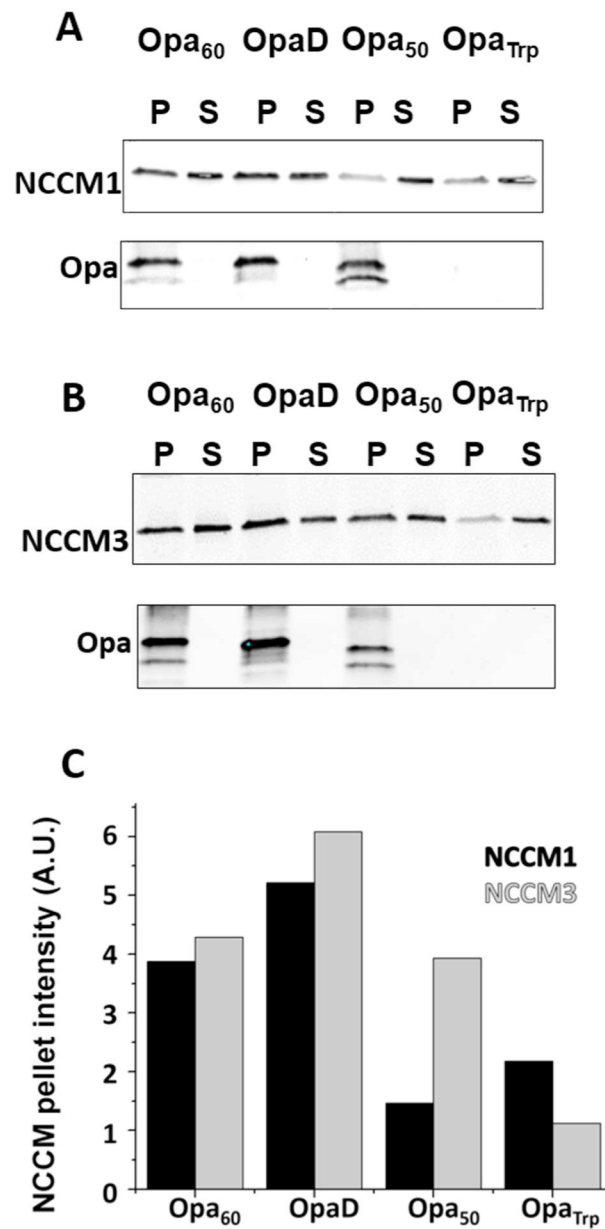 A
Opa60 OpaD Opa50 OpaTrp
P S P S P S P S
NCCM1
Opa
B
Opa60 OpaD Opa50 OpaTrp
P S P S P S P S
NCCM3
Opa
C
NCCM pellet intensity (A.U.)
6
5
4
3
2
1
0
NCCM1
NCCM3
Opa60 OpaD Opa50 OpaTrp